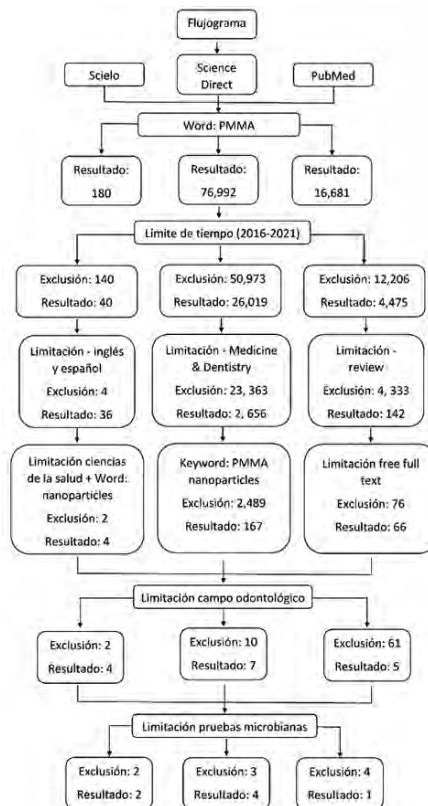 Flujograma
Scielo
Science
Direct
PubMed
Word: PMMA
Resultado:
180
Resultado:
76,992
Resultado:
16,681
Limite de tiempo (2016-2021)
Exclusión: 140
Resultado: 40
Exclusión: 50,973
Resultado: 26,019
Exclusión: 12,206
Resultado: 4,475
Limitación - inglés
y español
Exclusión: 4
Resultado: 36
Limitación - Medicine
& Dentistry
Exclusión: 23, 363
Resultado: 2, 656
Limitación -
review
Exclusión: 4, 333
Resultado: 142
Limitación ciencias
de la salud + Word:
nanoparticles
Exclusión: 2
Resultado: 4
Keyword: PMMA
nanoparticles
Exclusión: 2,489
Resultado: 167
Limitación free full
text
Exclusión: 76
Resultado: 66
Limitación campo odontológico
Exclusión: 2
Resultado: 4
Exclusión: 10
Resultado: 7
Exclusión: 61
Resultado: 5
Limitación pruebas microbianas
Exclusión: 2
Resultado: 2
Exclusión: 3
Resultado: 4
Exclusión: 4
Resultado: 1